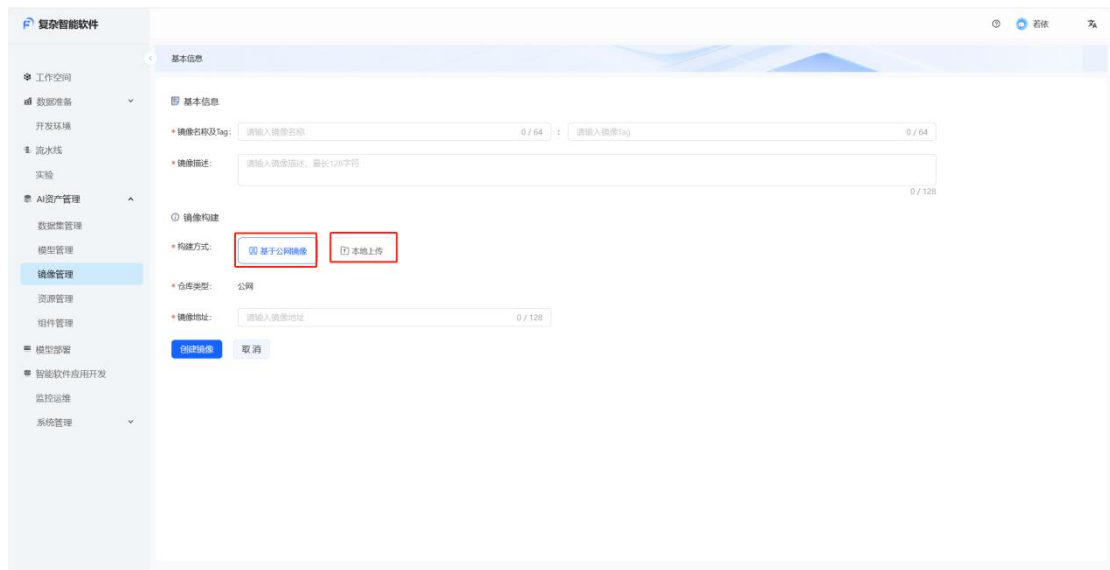 复杂智能软件
若依
基本信息
工作空间
数据准备
开发环境
流水线
实验
AI资产管理
数据集管理
模型管理
镜像管理
资源管理
组件管理
模型部署
智能软件应用开发
监控运维
系统管理
基本信息
* 镜像名称及Tag: 请输入镜像名称 0 / 64 : 请输入镜像Tag 0 / 64
* 镜像描述: 请输入镜像描述，最长128字符
0 / 128
镜像构建
* 构建方式: 基于公网镜像 本地上传
* 仓库类型: 公网
* 镜像地址: 请输入镜像地址 0 / 128
创建镜像 取消